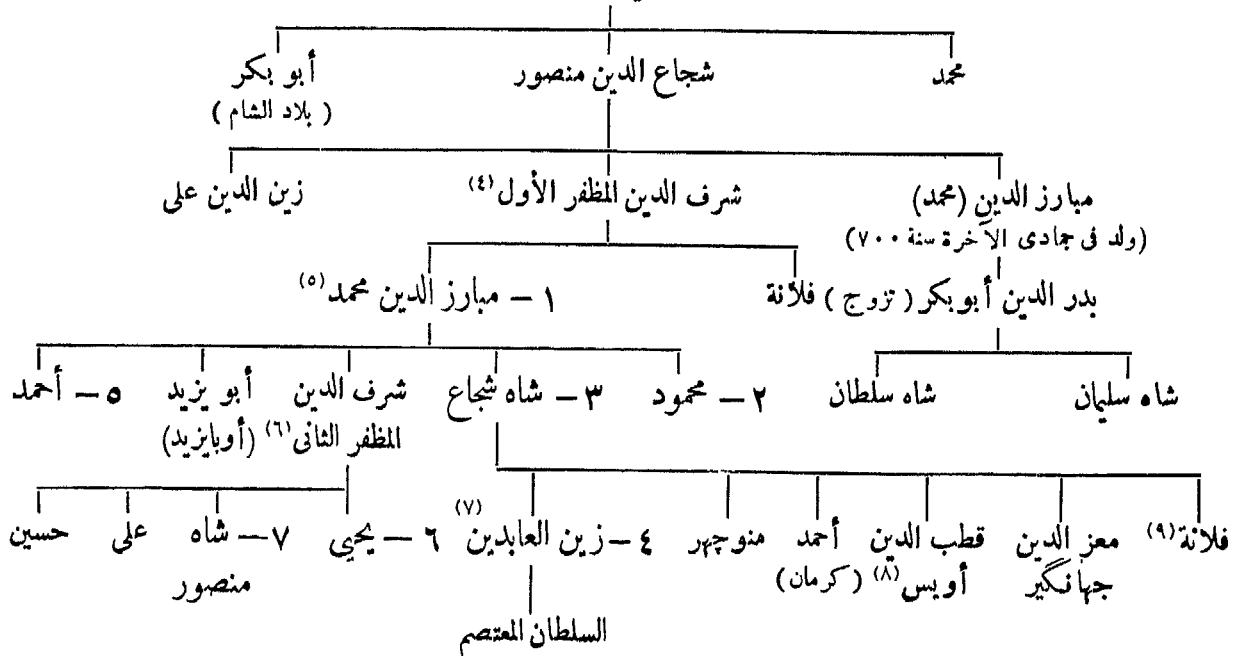 محمد شجاع الدين منصور أبو بكر
( بلاد الشام )
مبارز الدين (محمد) شرف الدين المظفر الأول (٤) زين الدين على
(ولد فى جمادى الآخرة سنة ٧٠٠)
بدر الدين أبو بكر ( تزوج ) فلانة ١ – مبارز الدين محمد (٥)
شاه سليمان شاه سلطان ٢ – محمود ٣ – شاه شجاع شرف الدين أبو يزيد ٥ – أحمد
المظفر الثانى (٦) (أوبايزيد)
فلانة (٩) معز الدين قطب الدين أحمد منوچهر ٤ – زين العابدين (٧) ٦ – يحيى ٧ – شاه على حسين
جهانگير أويس (٨) (كرمان) منصور
السلطان المعتصم